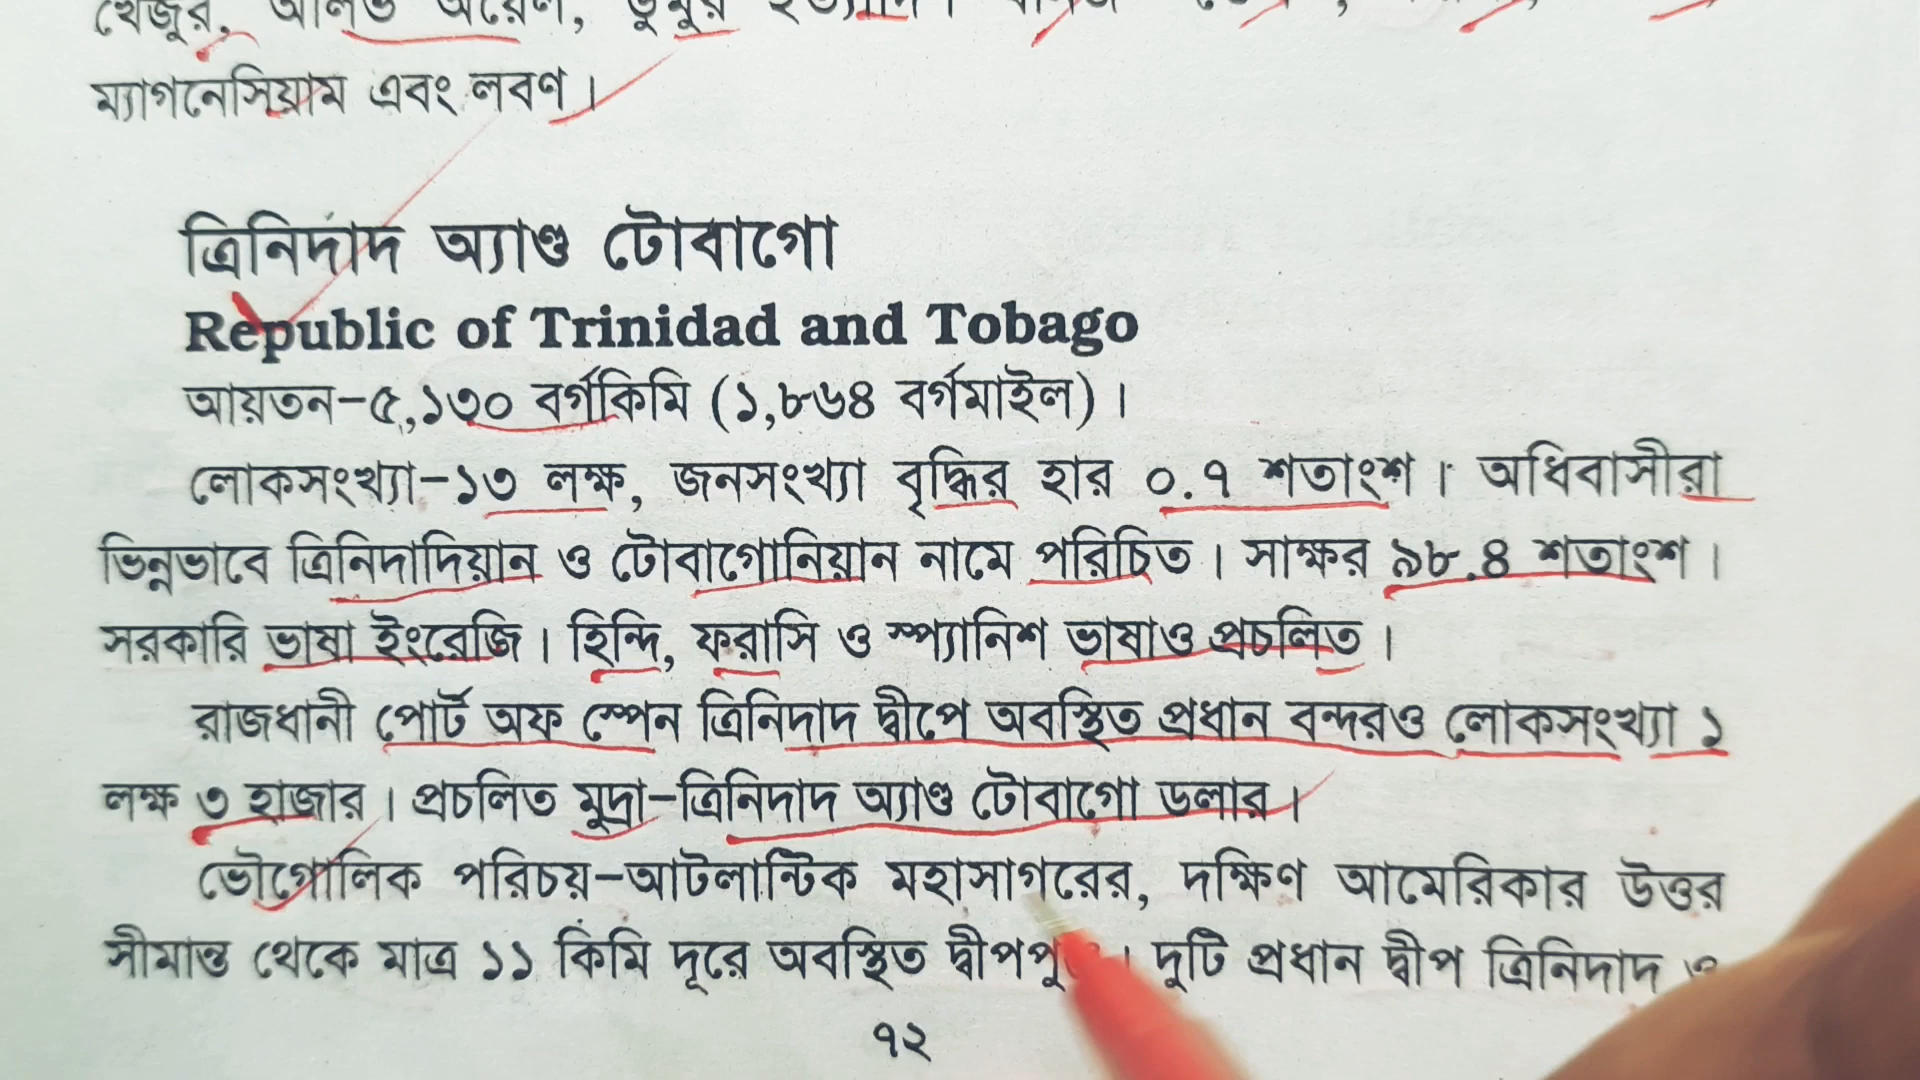 খেজুর, অলিভ অয়েল, ডুমুর ইত্যাদি।
ম্যাগনেসিয়াম এবং লবণ।
ত্রিনিদাদ অ্যাণ্ড টোবাগো
Republic of Trinidad and Tobago
আয়তন-৫,১৩০ বর্গকিমি (১,৮৬৪ বর্গমাইল)।
লোকসংখ্যা-১৩ লক্ষ, জনসংখ্যা বৃদ্ধির হার ০.৭ শতাংশ। অধিবাসীরা
ভিন্নভাবে ত্রিনিদাদিয়ান ও টোবাগোনিয়ান নামে পরিচিত। সাক্ষর ৯৮.৪ শতাংশ।
সরকারি ভাষা ইংরেজি। হিন্দি, ফরাসি ও স্প্যানিশ ভাষাও প্রচলিত।
রাজধানী পোর্ট অফ স্পেন ত্রিনিদাদ দ্বীপে অবস্থিত প্রধান বন্দরও লোকসংখ্যা ১
লক্ষ ৩ হাজার। প্রচলিত মুদ্রা-ত্রিনিদাদ অ্যাণ্ড টোবাগো ডলার।
ভৌগোলিক পরিচয়-আটলান্টিক মহাসাগরের, দক্ষিণ আমেরিকার উত্তর
সীমান্ত থেকে মাত্র ১১ কিমি দূরে অবস্থিত । দুটি প্রধান দ্বীপ ত্রিনিদাদ ও
৭২